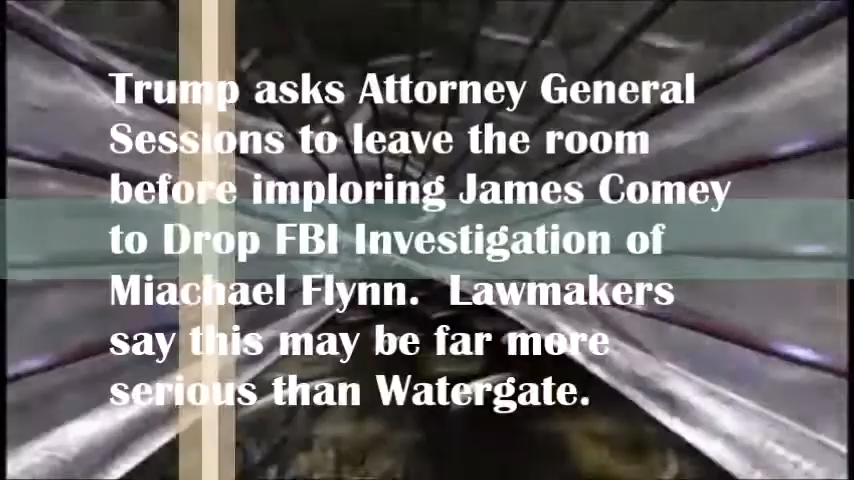 Trump asks Attorney General
Sessions to leave the room
before imploring James Comey
to Drop FBI Investigation of
Miachael Flynn.  Lawmakers
say this may be far more
serious than Watergate.